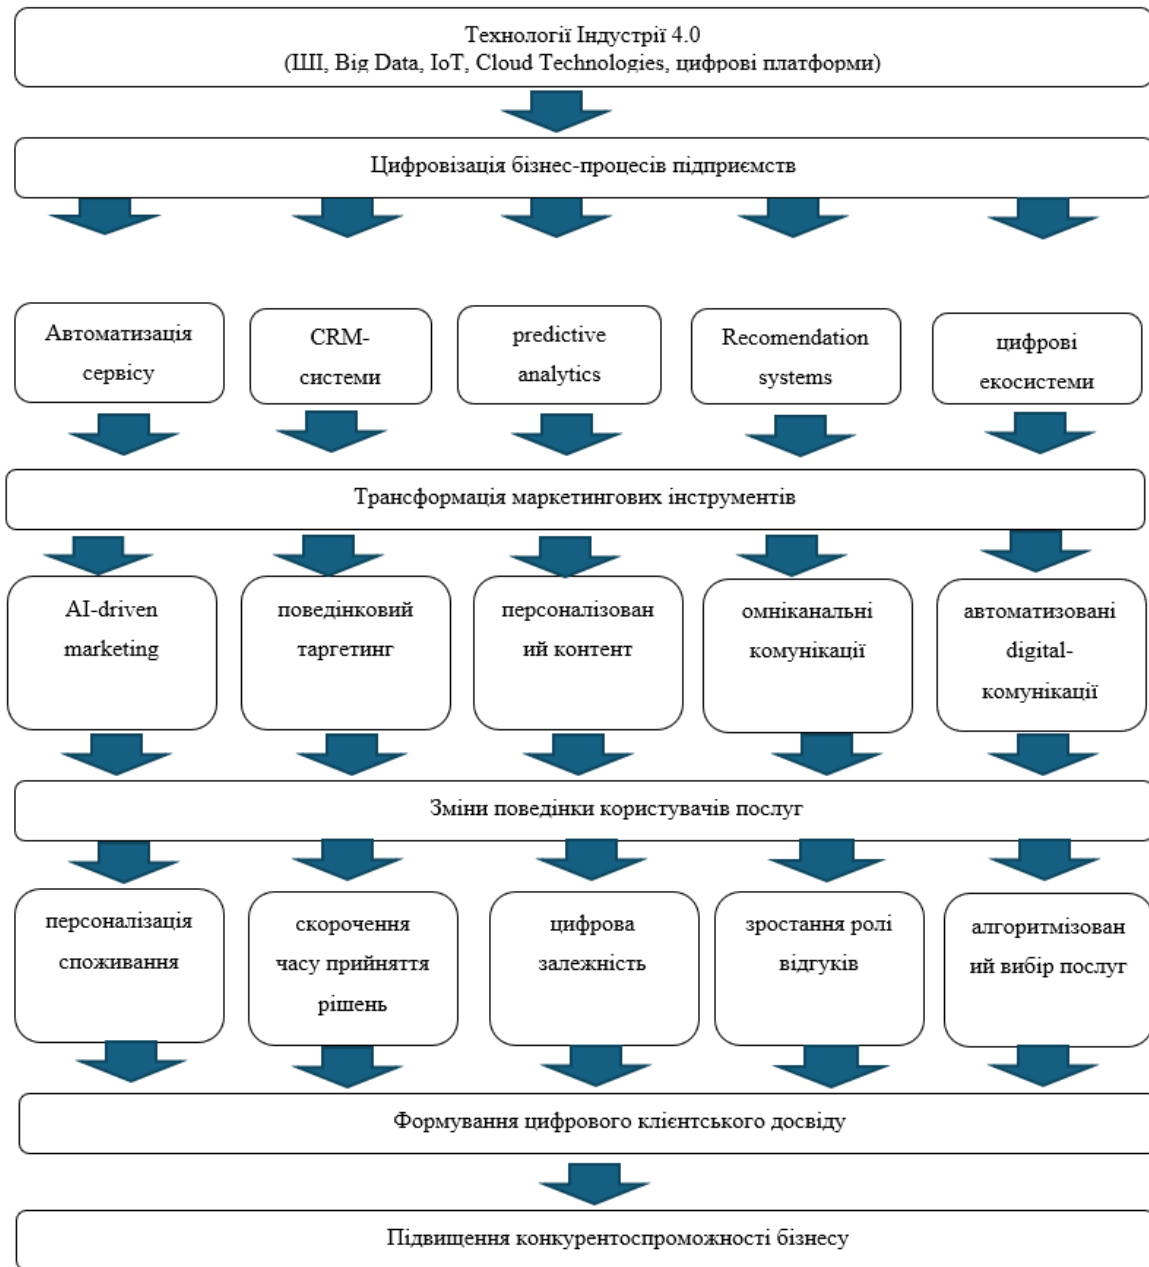 Технології Індустрії 4.0
(ШІ, Big Data, IoT, Cloud Technologies, цифрові платформи)
Цифровізація бізнес-процесів підприємств
Автоматизація
сервісу
CRM-
системи
predictive
analytics
Recomendation
systems
цифрові
екосистеми
Трансформація маркетингових інструментів
AI-driven
marketing
поведінковий
таргетинг
персоналізован
ий контент
омніканальні
комунікації
автоматизовані
digital-
комунікації
Зміни поведінки користувачів послуг
персоналізація
споживання
скорочення
часу прийняття
рішень
цифрова
залежність
зростання ролі
відгуків
алгоритмізован
ий вибір послуг
Формування цифрового клієнтського досвіду
Підвищення конкурентоспроможності бізнесу